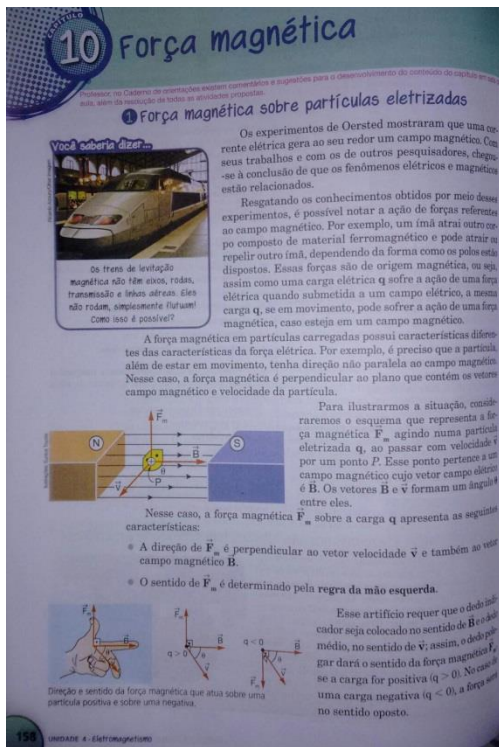 CAPÍTULO
10 Força magnética
Professor, no Caderno de orientações existem comentários e sugestões para o desenvolvimento do conteúdo do capítulo em
aula, além da resolução de todas as atividades propostas.
1 Força magnética sobre partículas eletrizadas
Você saberia dizer...
Os trens de levitação
magnética não têm eixos, rodas,
transmissão e linhas aéreas. Eles
não rodam, simplesmente flutuam!
Como isso é possível?
Os experimentos de Oersted mostraram que uma cor-
rente elétrica gera ao seu redor um campo magnético. Com
seus trabalhos e com os de outros pesquisadores, chegou-
-se à conclusão de que os fenômenos elétricos e magnéticos
estão relacionados.
Resgatando os conhecimentos obtidos por meio desses
experimentos, é possível notar a ação de forças referentes
ao campo magnético. Por exemplo, um ímã atrai outro cor-
po composto de material ferromagnético e pode atrair ou
repelir outro ímã, dependendo da forma como os polos estão
dispostos. Essas forças são de origem magnética, ou seja,
assim como uma carga elétrica q sofre a ação de uma força
elétrica quando submetida a um campo elétrico, a mesma
carga q, se em movimento, pode sofrer a ação de uma força
magnética, caso esteja em um campo magnético.
A força magnética em partículas carregadas possui características diferen-
tes das características da força elétrica. Por exemplo, é preciso que a partícula,
além de estar em movimento, tenha direção não paralela ao campo magnético.
Nesse caso, a força magnética é perpendicular ao plano que contém os vetores
campo magnético e velocidade da partícula.
N
S
F⃗m
B⃗
θ
v⃗
P
Para ilustrarmos a situação, conside-
raremos o esquema que representa a for-
ça magnética F⃗m agindo numa partícula
eletrizada q, ao passar com velocidade v⃗
por um ponto P. Esse ponto pertence a um
campo magnético cujo vetor campo elétrico
é B⃗. Os vetores B⃗ e v⃗ formam um ângulo θ
entre eles.
Nesse caso, a força magnética F⃗m sobre a carga q apresenta as seguintes
características:
• A direção de F⃗m é perpendicular ao vetor velocidade v⃗ e também ao vetor
campo magnético B⃗.
• O sentido de F⃗m é determinado pela regra da mão esquerda.
F⃗m
B⃗
θ
v⃗
F⃗m
q > 0
B⃗
θ
v⃗
q < 0
B⃗
θ
v⃗
F⃗m
Direção e sentido da força magnética que atua sobre uma
partícula positiva e sobre uma negativa.
Esse artifício requer que o dedo indi-
cador seja colocado no sentido de B⃗ e o dedo
médio, no sentido de v⃗; assim, o dedo pole-
gar dará o sentido da força magnética F⃗m
se a carga for positiva (q > 0). No caso de
uma carga negativa (q < 0), a força será
no sentido oposto.
158 UNIDADE 4 - Eletromagnetismo